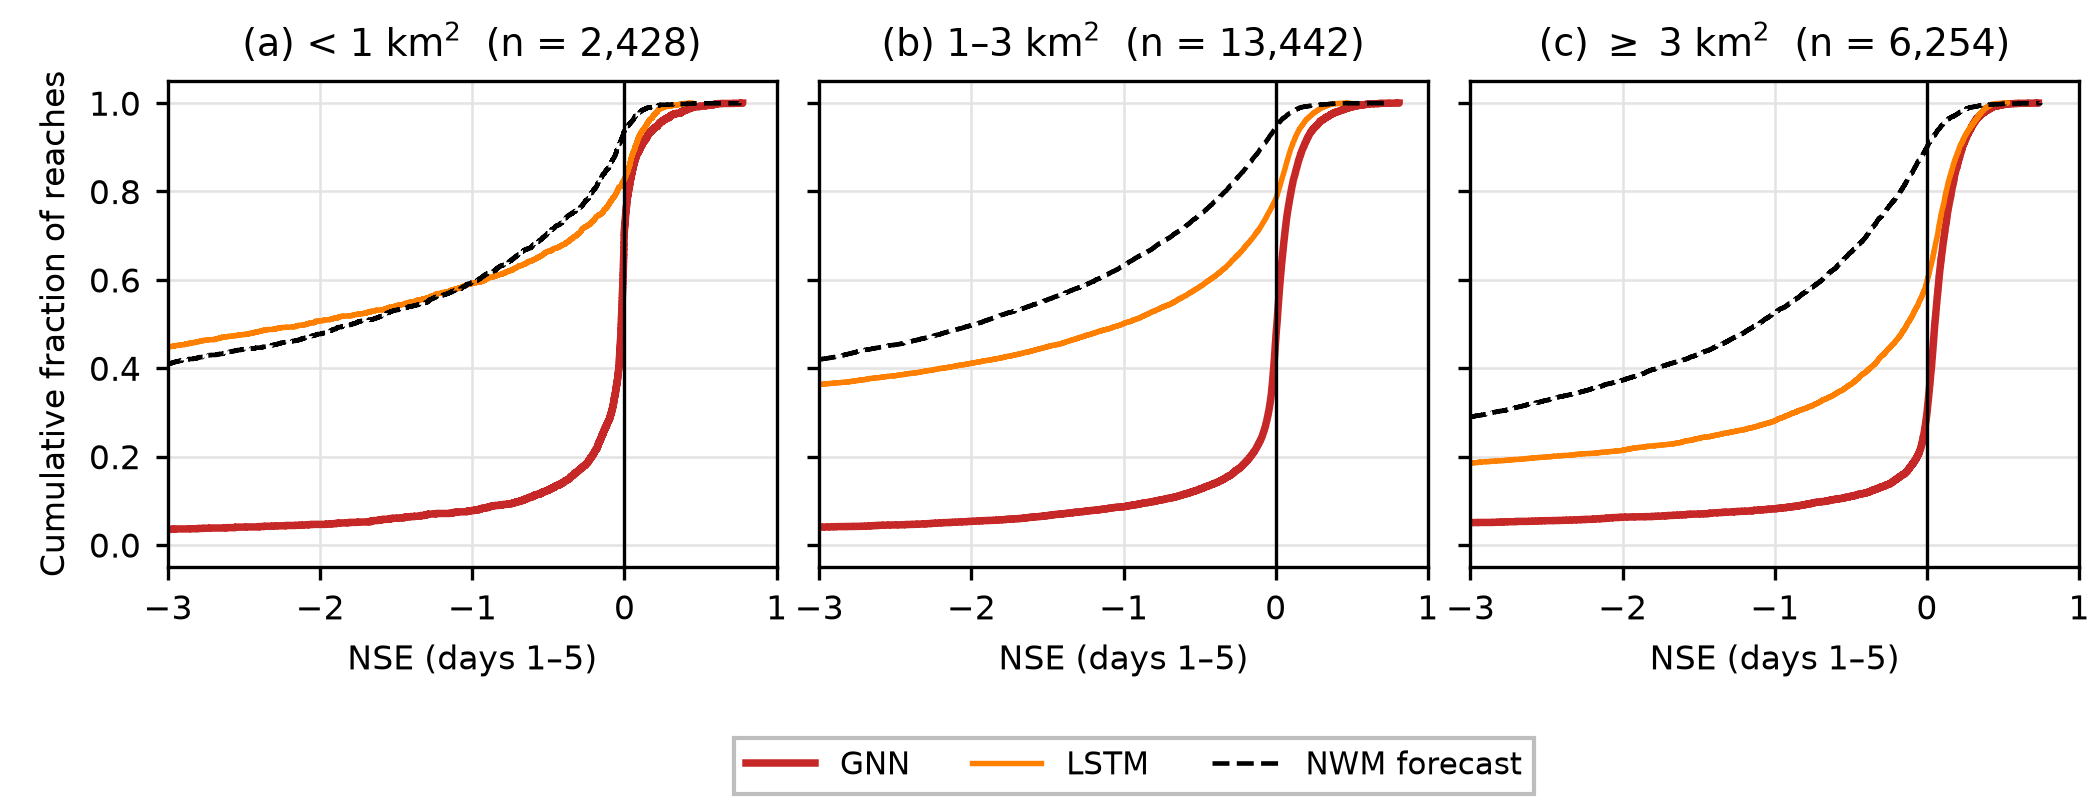 (a) < 1 km² (n = 2,428)
(b) 1–3 km² (n = 13,442)
(c) ≥ 3 km² (n = 6,254)
Cumulative fraction of reaches
1.0
0.8
0.6
0.4
0.2
0.0
−3 −2 −1 0 1
−3 −2 −1 0 1
−3 −2 −1 0 1
NSE (days 1–5)
NSE (days 1–5)
NSE (days 1–5)
GNN LSTM NWM forecast